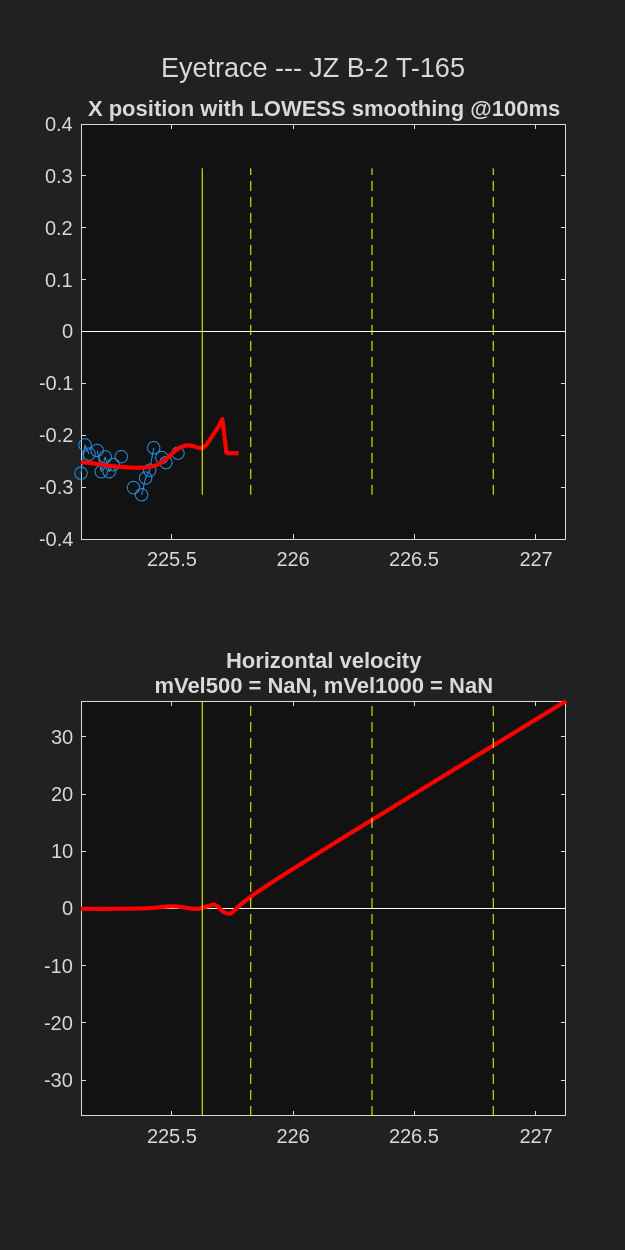 Eyetrace --- JZ B-2 T-165
X position with LOWESS smoothing @100ms
0.4
0.3
0.2
0.1
0
-0.1
-0.2
-0.3
-0.4
225.5 226 226.5 227
Horizontal velocity
mVel500 = NaN, mVel1000 = NaN
30
20
10
0
-10
-20
-30
225.5 226 226.5 227